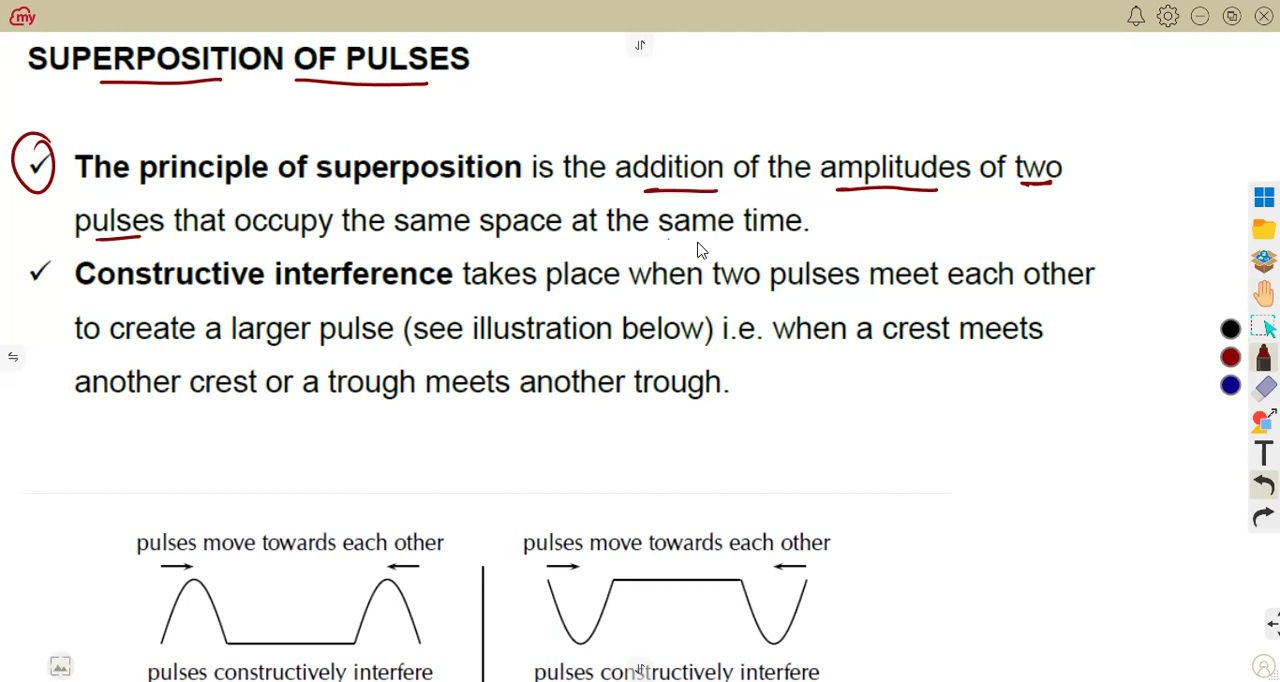 my
SUPERPOSITION OF PULSES
✓ The principle of superposition is the addition of the amplitudes of two
pulses that occupy the same space at the same time.
✓ Constructive interference takes place when two pulses meet each other
to create a larger pulse (see illustration below) i.e. when a crest meets
another crest or a trough meets another trough.
pulses move towards each other
pulses move towards each other
pulses constructively interfere
pulses constructively interfere